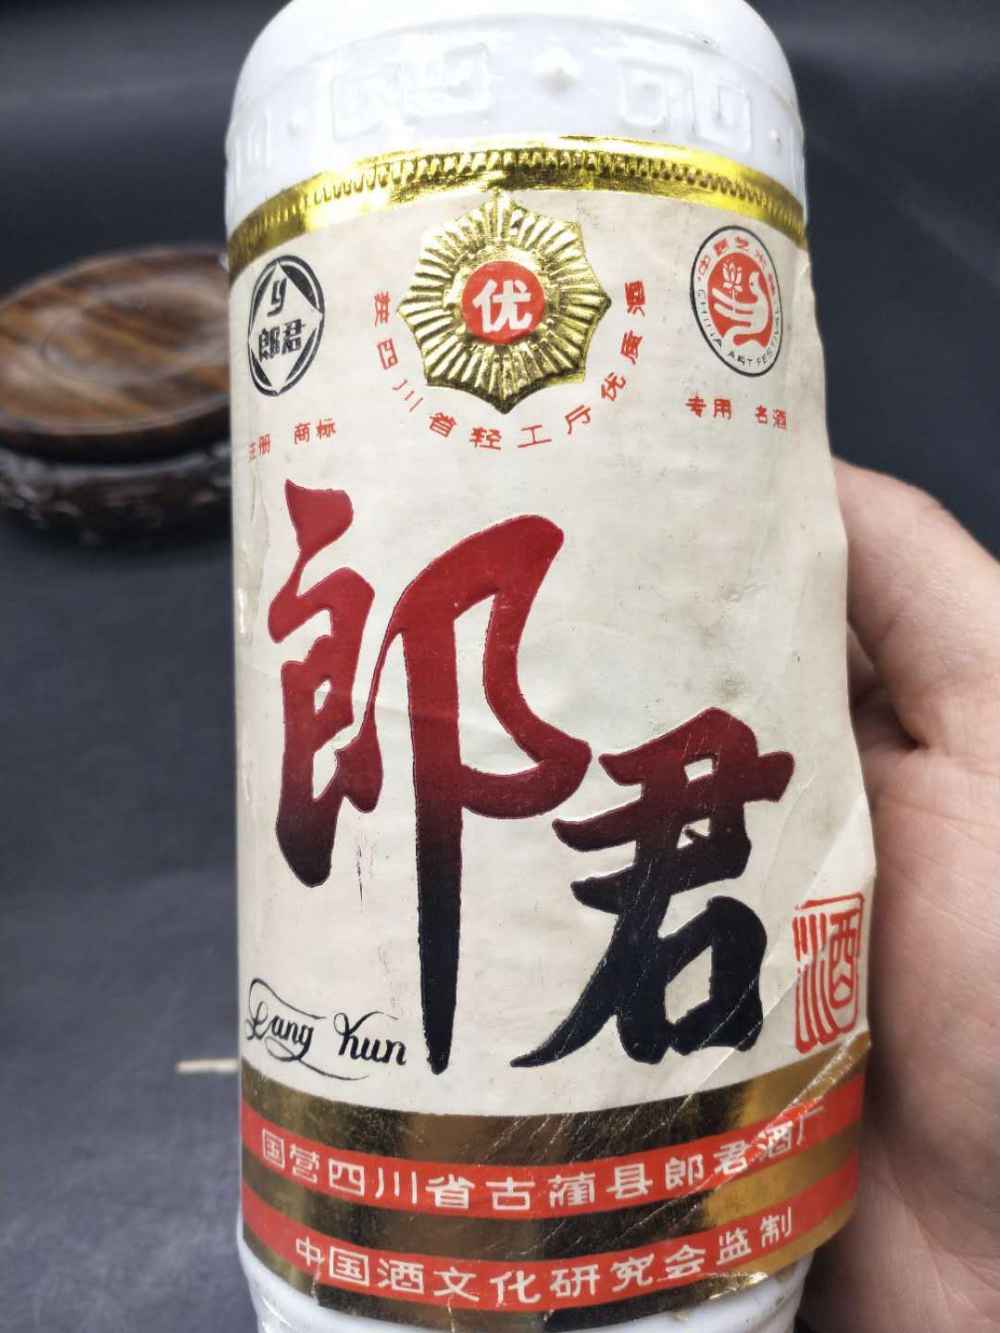 优
y
郎君
获四川省轻工厅优质酒
CHINA ART FESTIVAL
注册 商标
专用 名酒
郎君
酒
Lang Kun
国营四川省古蔺县郎君酒厂
中国酒文化研究会监制